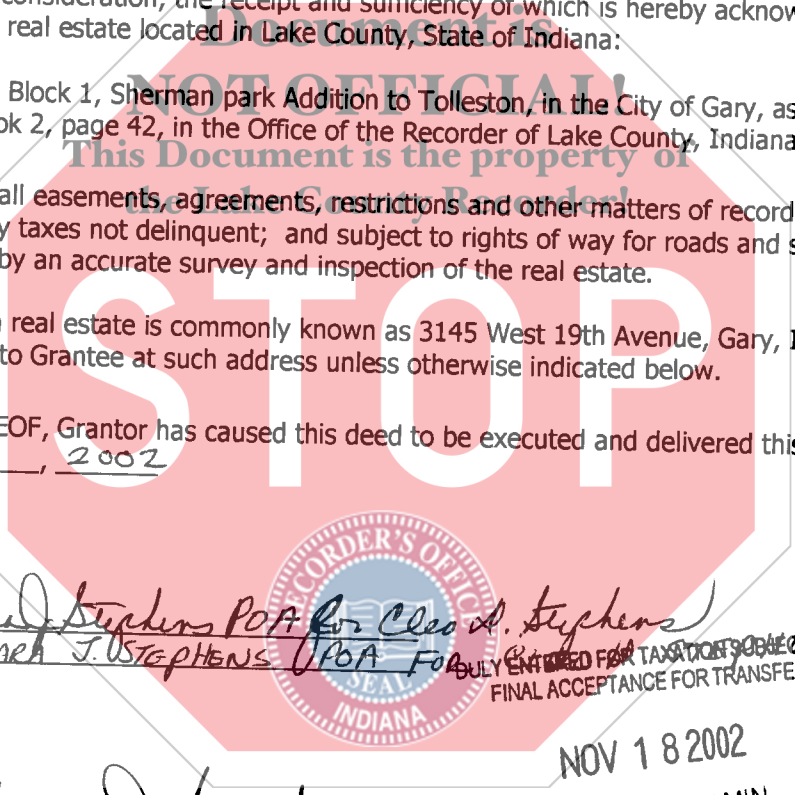 consideration, the receipt and sufficiency of which is hereby acknow
Document is
real estate located in Lake County, State of Indiana:
NOT OFFICIAL!
Block 1, Sherman park Addition to Tolleston, in the City of Gary, as
ok 2, page 42, in the Office of the Recorder of Lake County, Indiana
This Document is the property of
the Lake County Recorder!
all easements, agreements, restrictions and other matters of record
y taxes not delinquent; and subject to rights of way for roads and s
by an accurate survey and inspection of the real estate.
STOP
real estate is commonly known as 3145 West 19th Avenue, Gary, I
to Grantee at such address unless otherwise indicated below.
EOF, Grantor has caused this deed to be executed and delivered this
, 2002
RECORDER'S OFFIC
Stephens POA for Cleo A. Stephens
ARA J. STEPHENS POA FOR
DULY ENTERED FOR TAXATION SUBJEC
FINAL ACCEPTANCE FOR TRANSFE
SEAL
INDIANA
NOV 18 2002